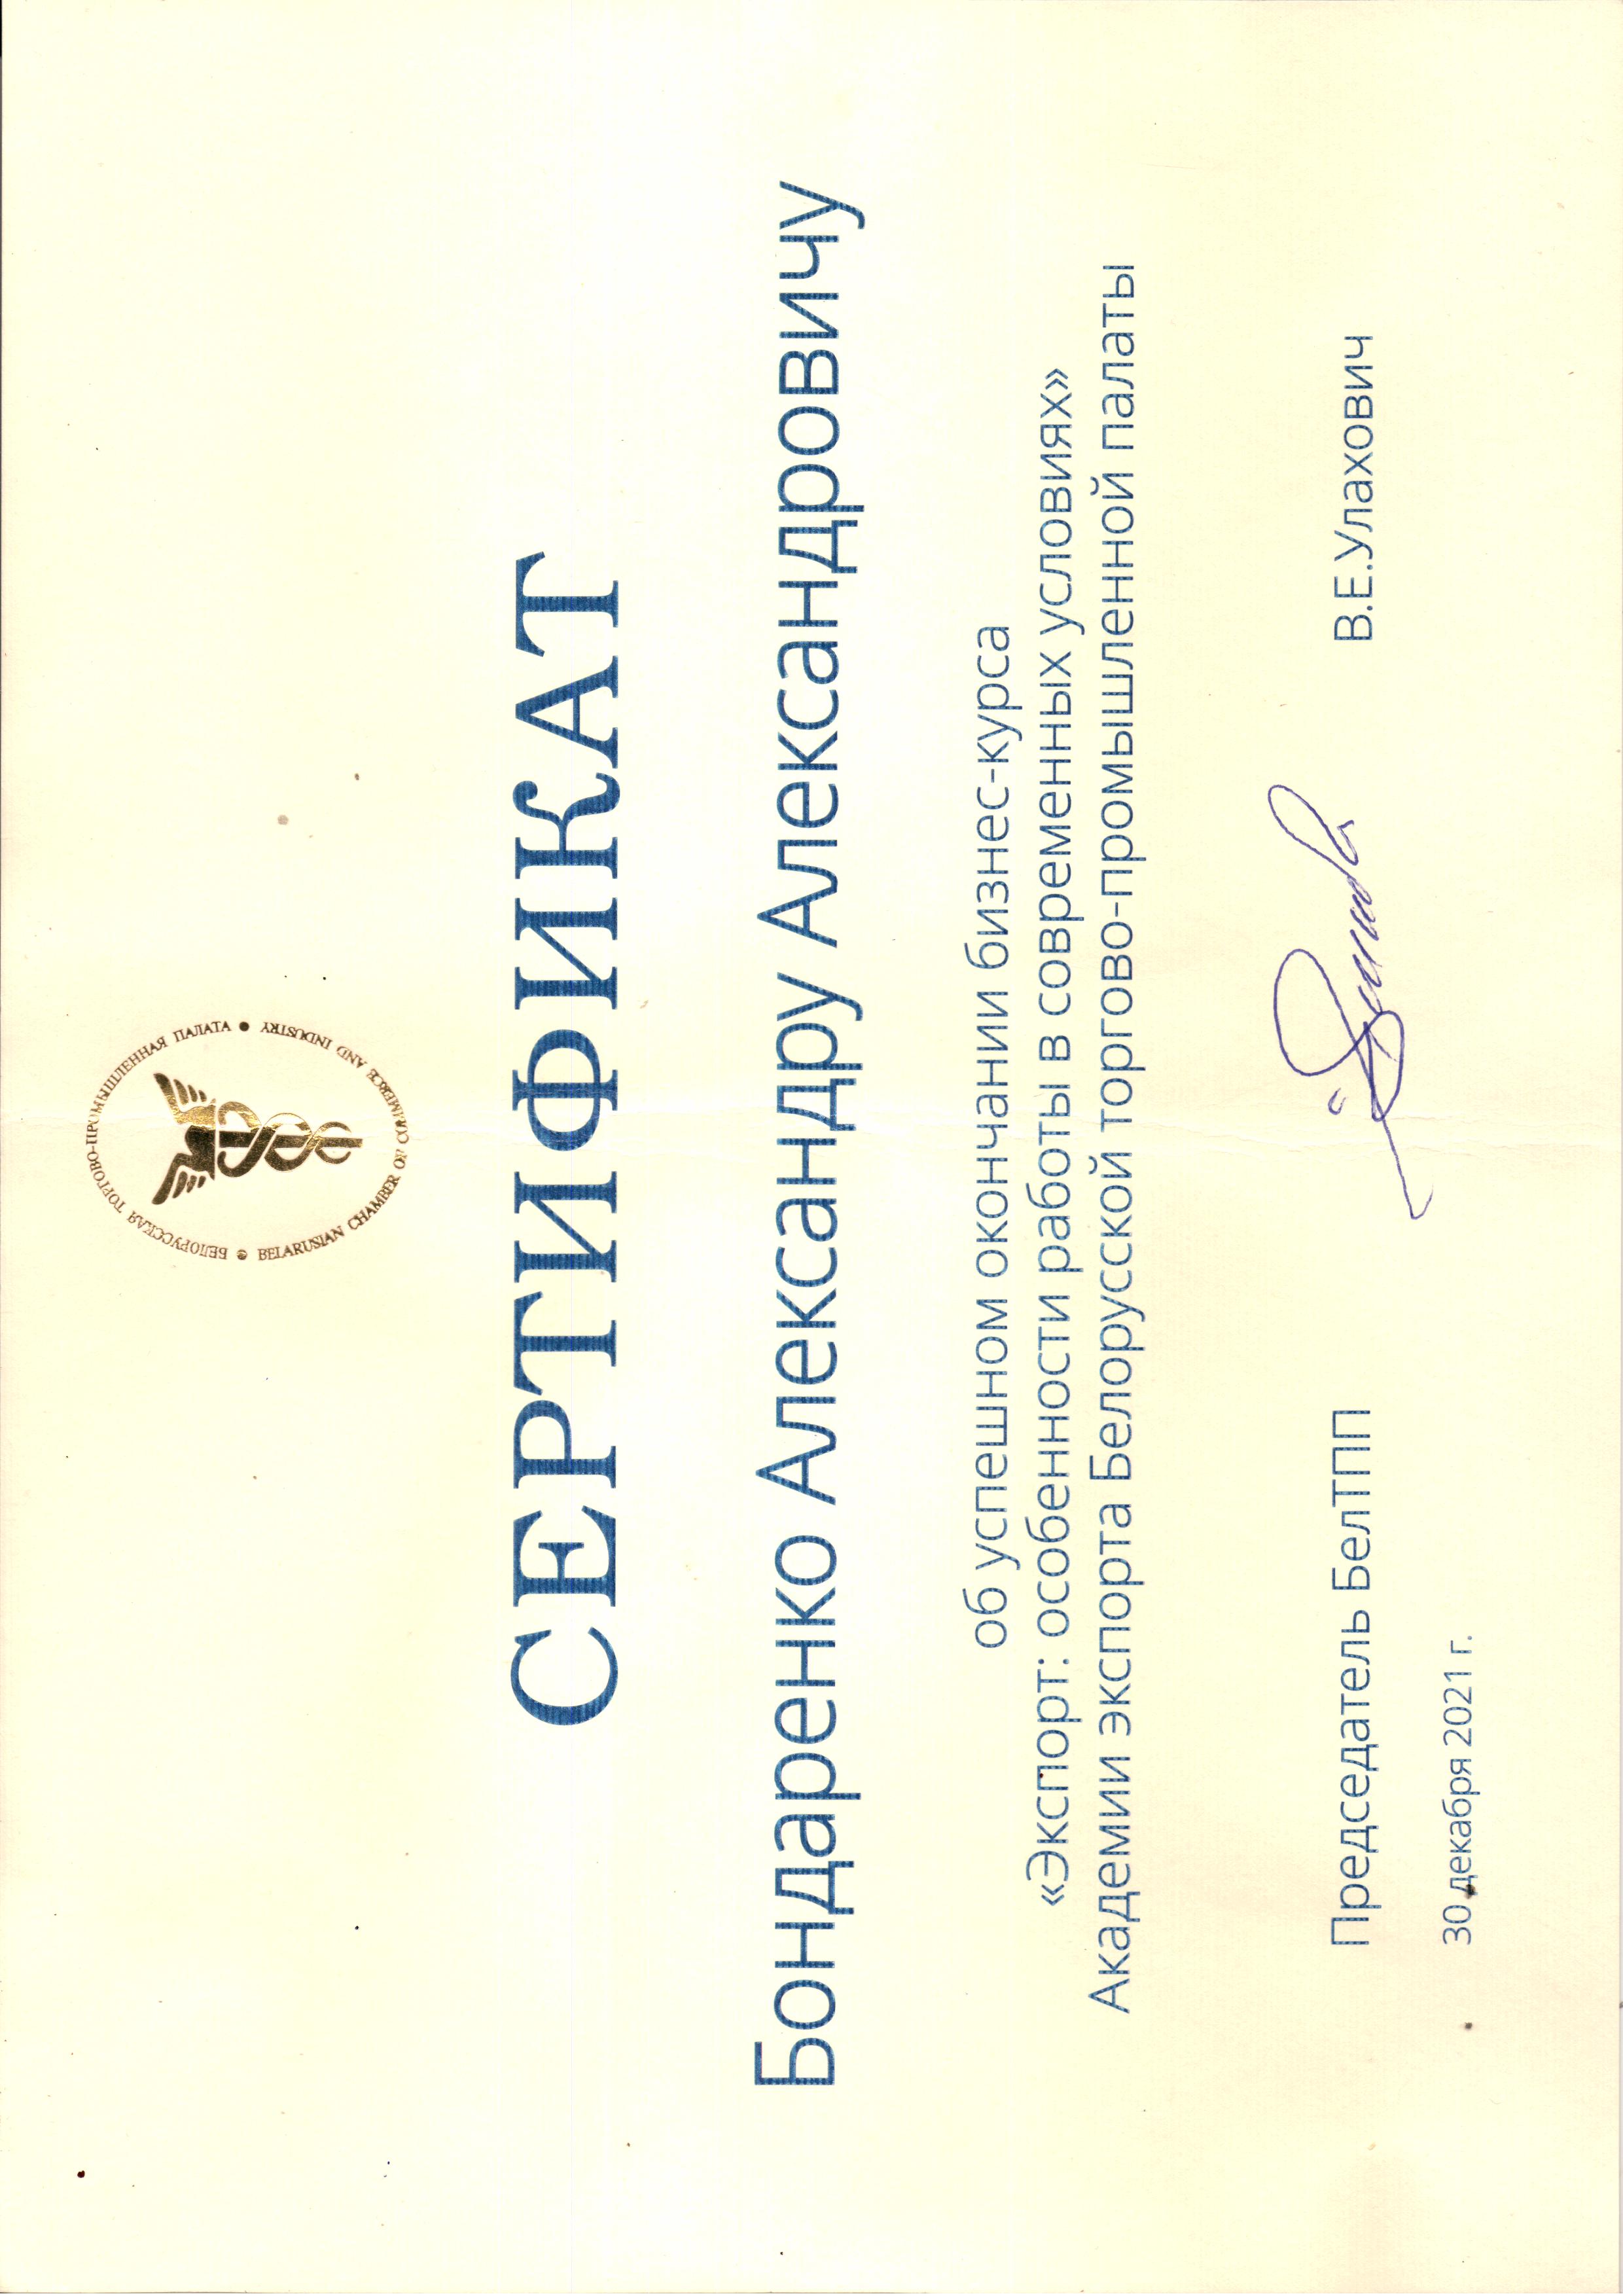 БЕЛОРУССКАЯ ТОРГОВО-ПРОМЫШЛЕННАЯ ПАЛАТА
BELARUSIAN CHAMBER OF COMMERCE AND INDUSTRY
СЕРТИФИКАТ
Бондаренко Александру Александровичу
об успешном окончании бизнес-курса
«Экспорт: особенности работы в современных условиях»
Академии экспорта Белорусской торгово-промышленной палаты
Председатель БелТПП В.Е.Улахович
30 декабря 2021 г.